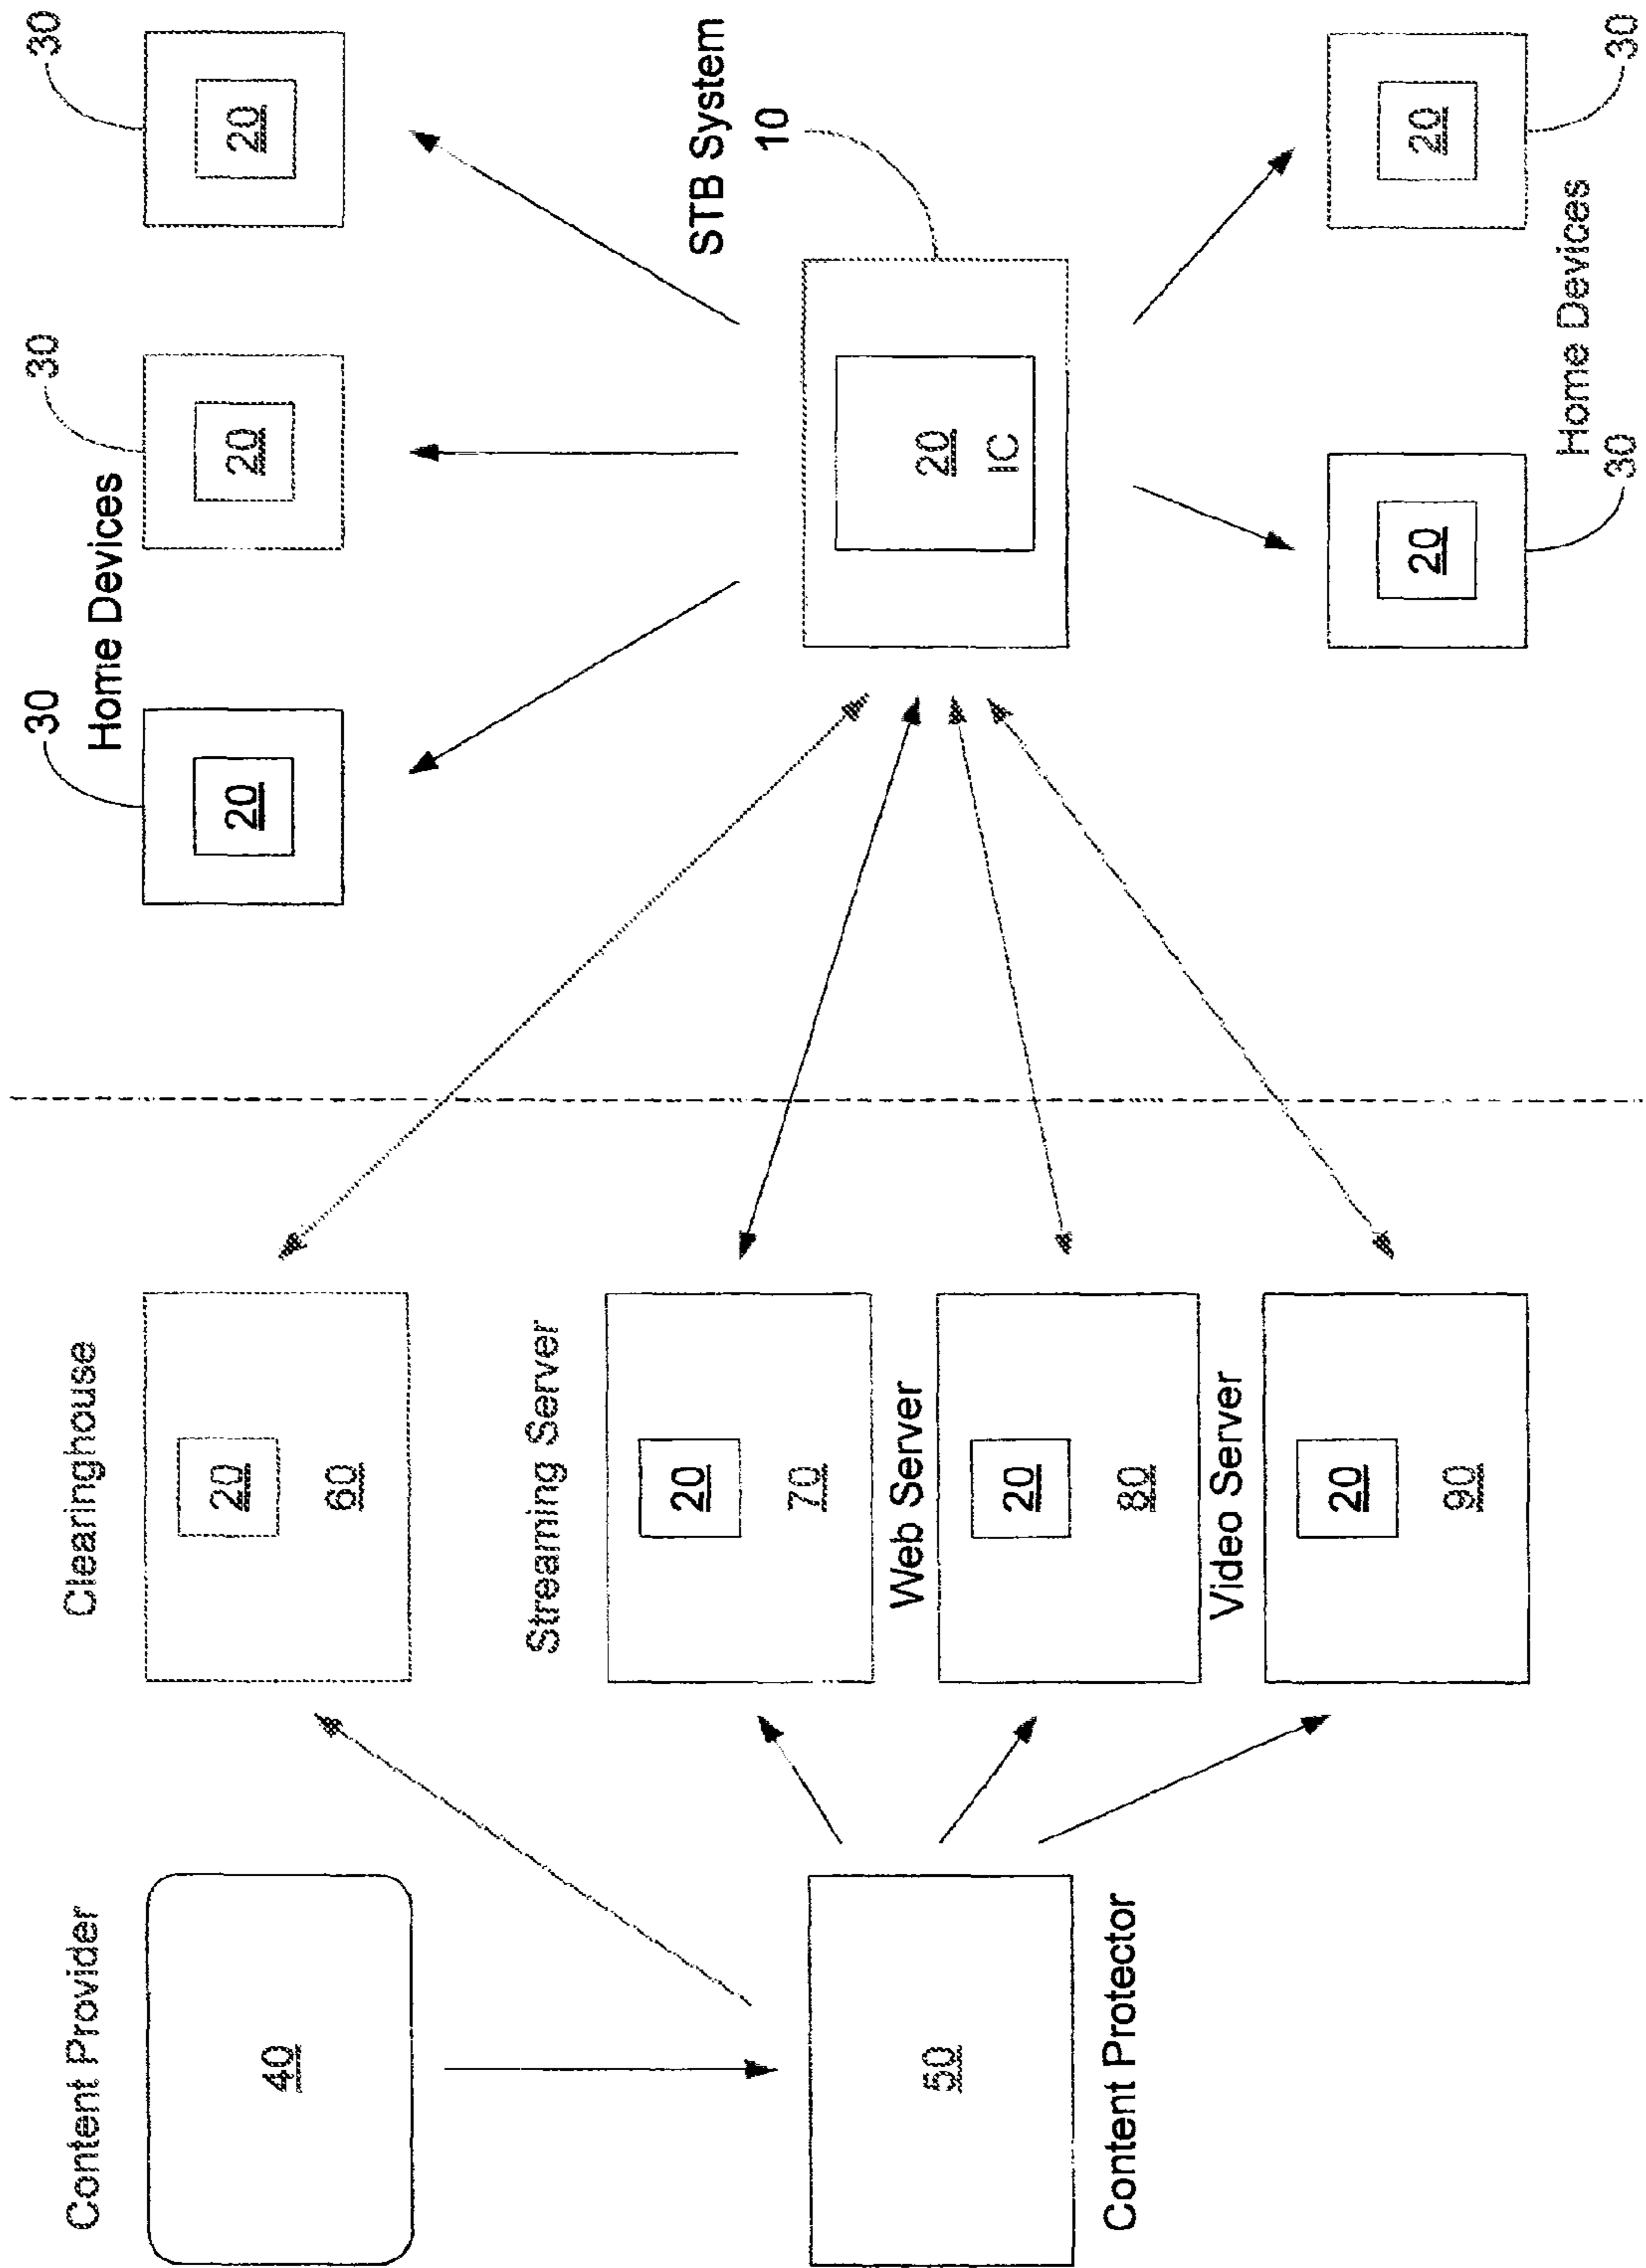 Content Provider
40
50
Content Protector
Clearinghouse
20
60
Streaming Server
20
70
Web Server
20
80
Video Server
20
90
30
30
30
Home Devices
20
20
20
STB System
10
20
IC
20
20
Home Devices
30
30